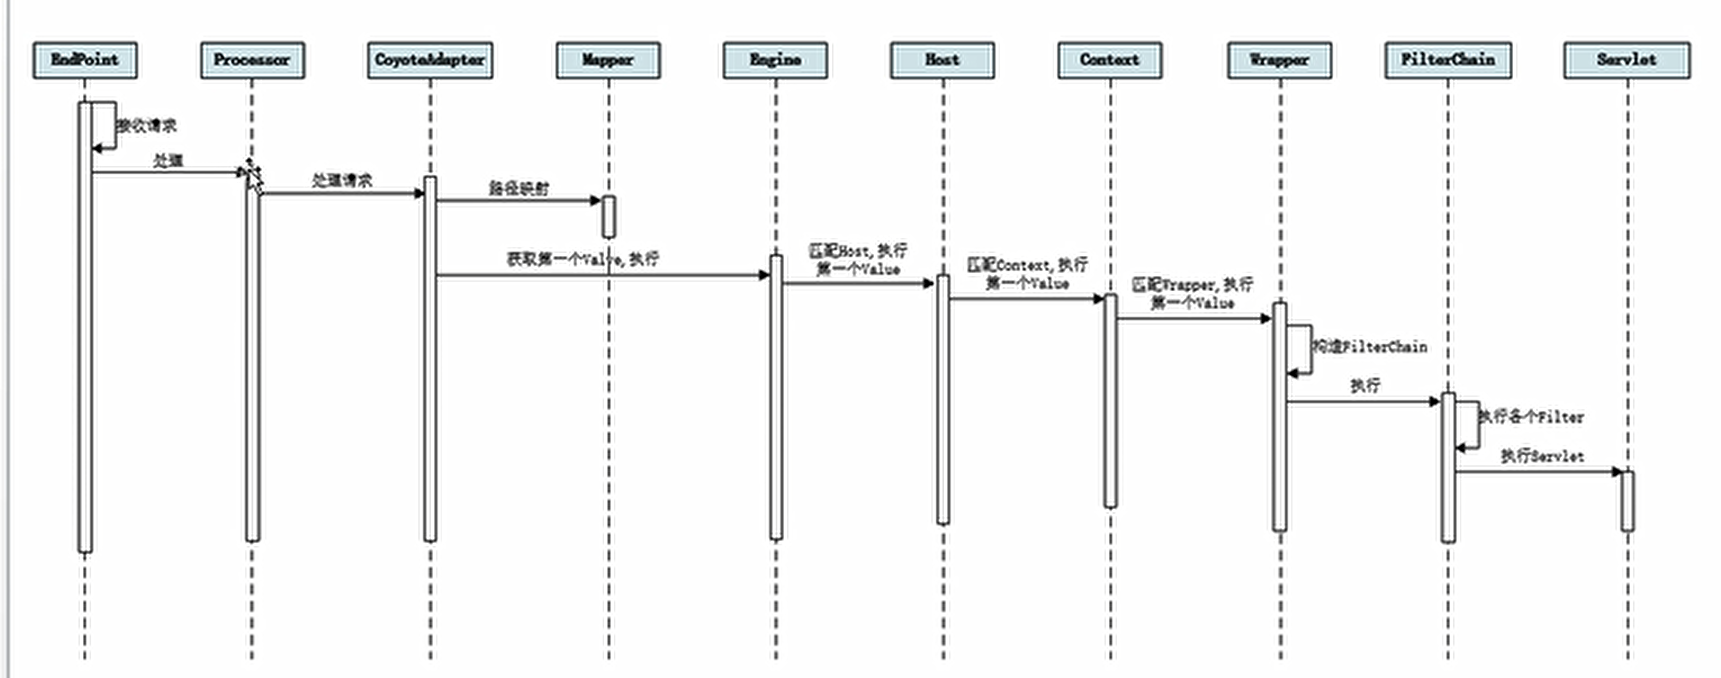 EndPoint
Processor
CoyoteAdapter
Mapper
Engine
Host
Context
Wrapper
FilterChain
Servlet
接收请求
处理
处理请求
路径映射
获取第一个Valve,执行
匹配Host,执行
第一个Value
匹配Context,执行
第一个Value
匹配Wrapper,执行
第一个Value
构造FilterChain
执行
执行各个Filter
执行Servlet